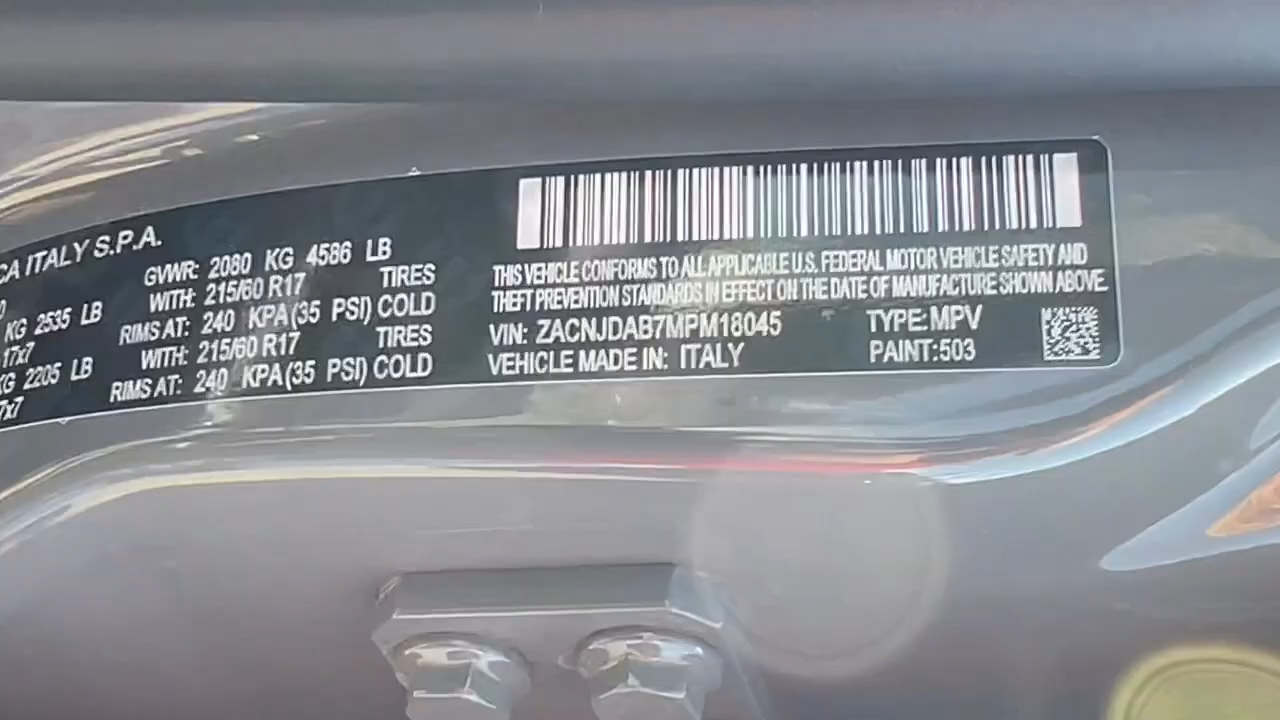 CA ITALY S.P.A.
GVWR: 2080 KG 4586 LB
KG 2535 LB WITH: 215/60 R17 TIRES
17x7 RIMS AT: 240 KPA(35 PSI) COLD
KG 2205 LB WITH: 215/60 R17 TIRES
7x7 RIMS AT: 240 KPA(35 PSI) COLD
THIS VEHICLE CONFORMS TO ALL APPLICABLE U.S. FEDERAL MOTOR VEHICLE SAFETY AND
THEFT PREVENTION STANDARDS IN EFFECT ON THE DATE OF MANUFACTURE SHOWN ABOVE.
VIN: ZACNJDAB7MPM18045 TYPE:MPV
VEHICLE MADE IN: ITALY PAINT:503